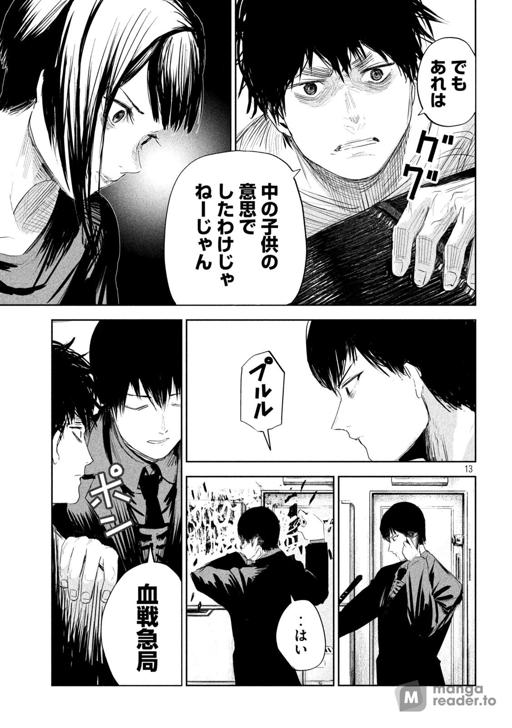 でも
あれは
ググ
中の子供の
意思で
したわけじゃ
ねーじゃん
プルル
13
‥はい
ポン
血戦急局
manga
reader.to